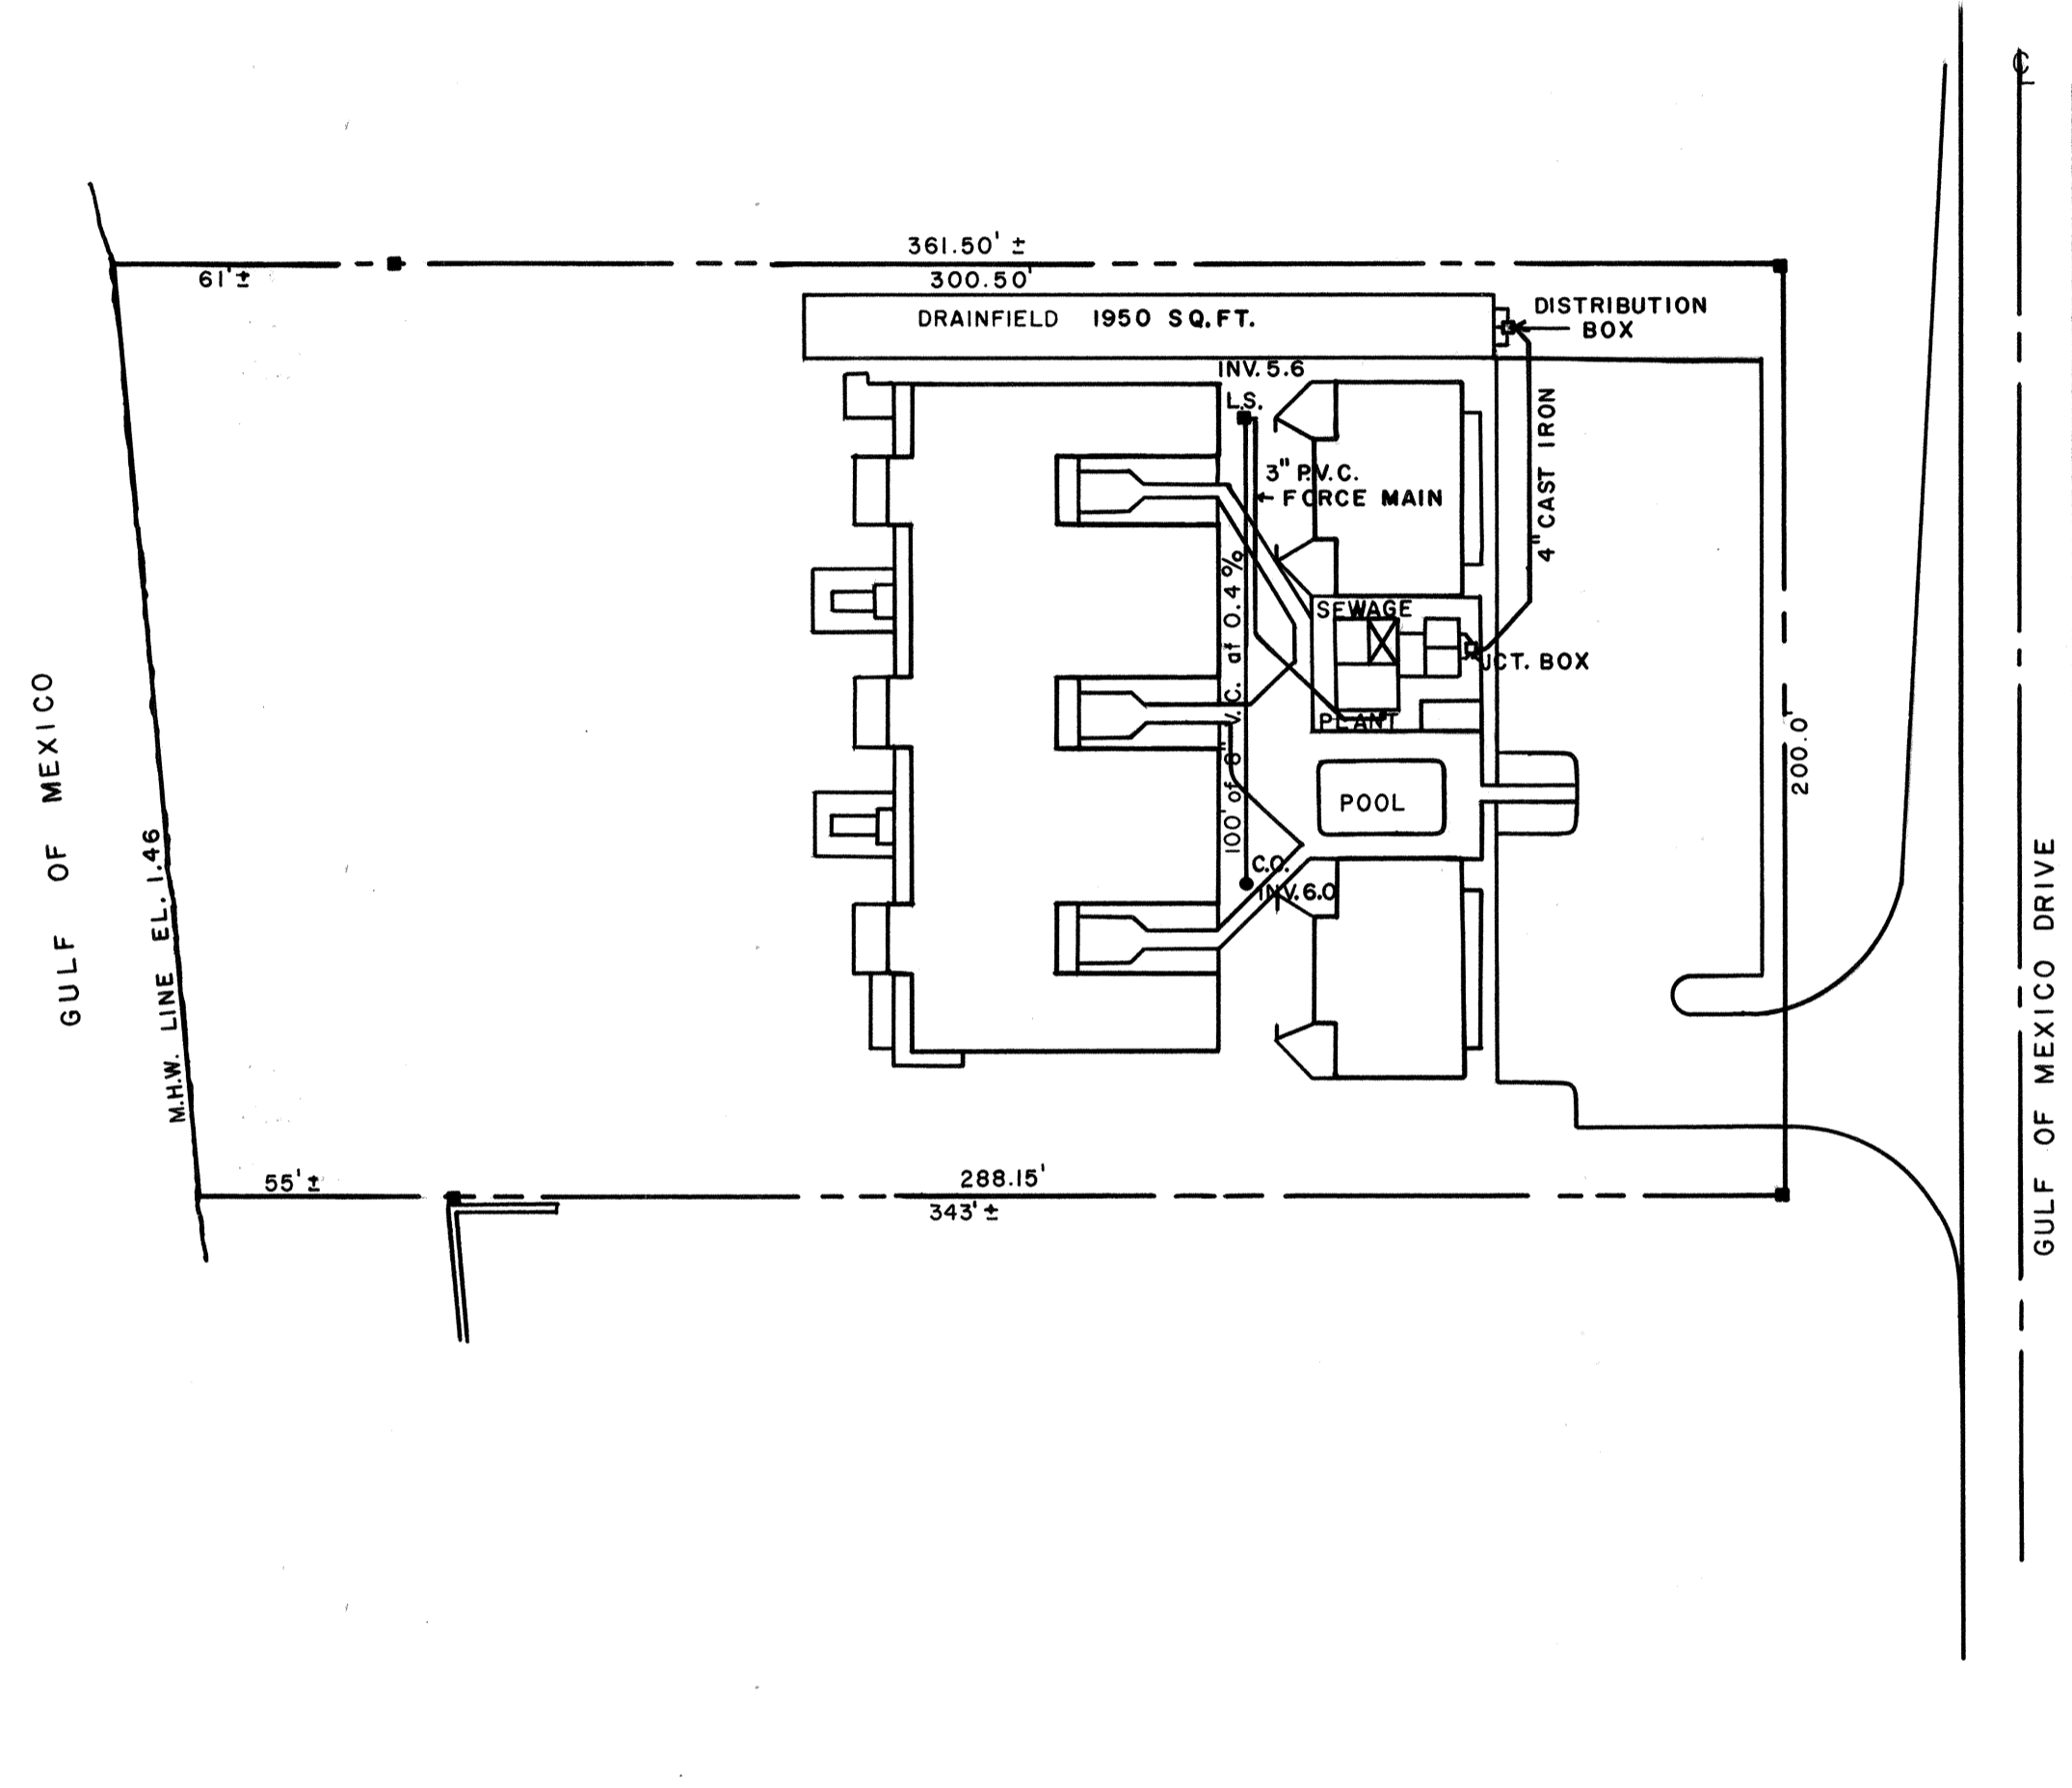 ℄
361.50' ±
61' ±
300.50'
DRAINFIELD 1950 SQ.FT.
DISTRIBUTION
BOX
INV. 5.6
L.S.
3" P.V.C.
FORCE MAIN
4" CAST IRON
100' of 8" V.C. at 0.4 %
SEWAGE
PLANT
JCT. BOX
POOL
C.O.
INV. 6.0
200.0'
GULF OF MEXICO
M.H.W. LINE EL. 1.46
GULF OF MEXICO DRIVE
55' ±
288.15'
343' ±